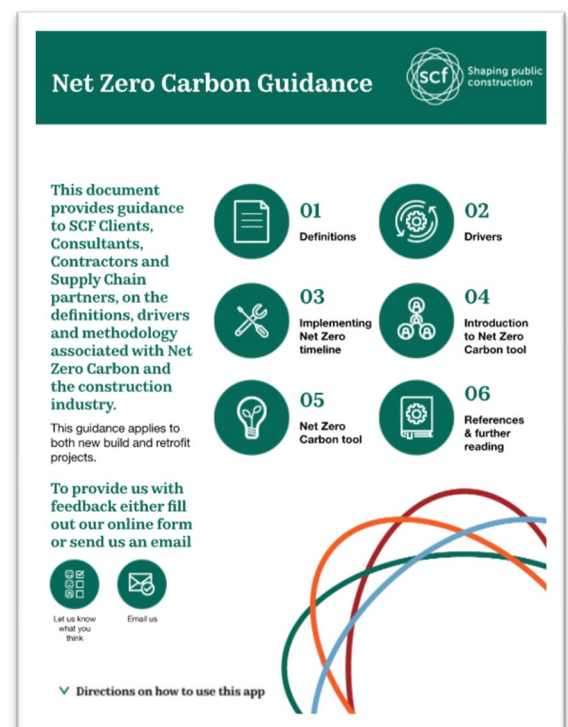 Net Zero Carbon Guidance
scf
Shaping public
construction
This document
provides guidance
to SCF Clients,
Consultants,
Contractors and
Supply Chain
partners, on the
definitions, drivers
and methodology
associated with Net
Zero Carbon and
the construction
industry.
This guidance applies to
both new build and retrofit
projects.
To provide us with
feedback either fill
out our online form
or send us an email
Let us know
what you
think
Email us
01
Definitions
02
Drivers
03
Implementing
Net Zero
timeline
04
Introduction
to Net Zero
Carbon tool
05
Net Zero
Carbon tool
06
References
& further
reading
Directions on how to use this app